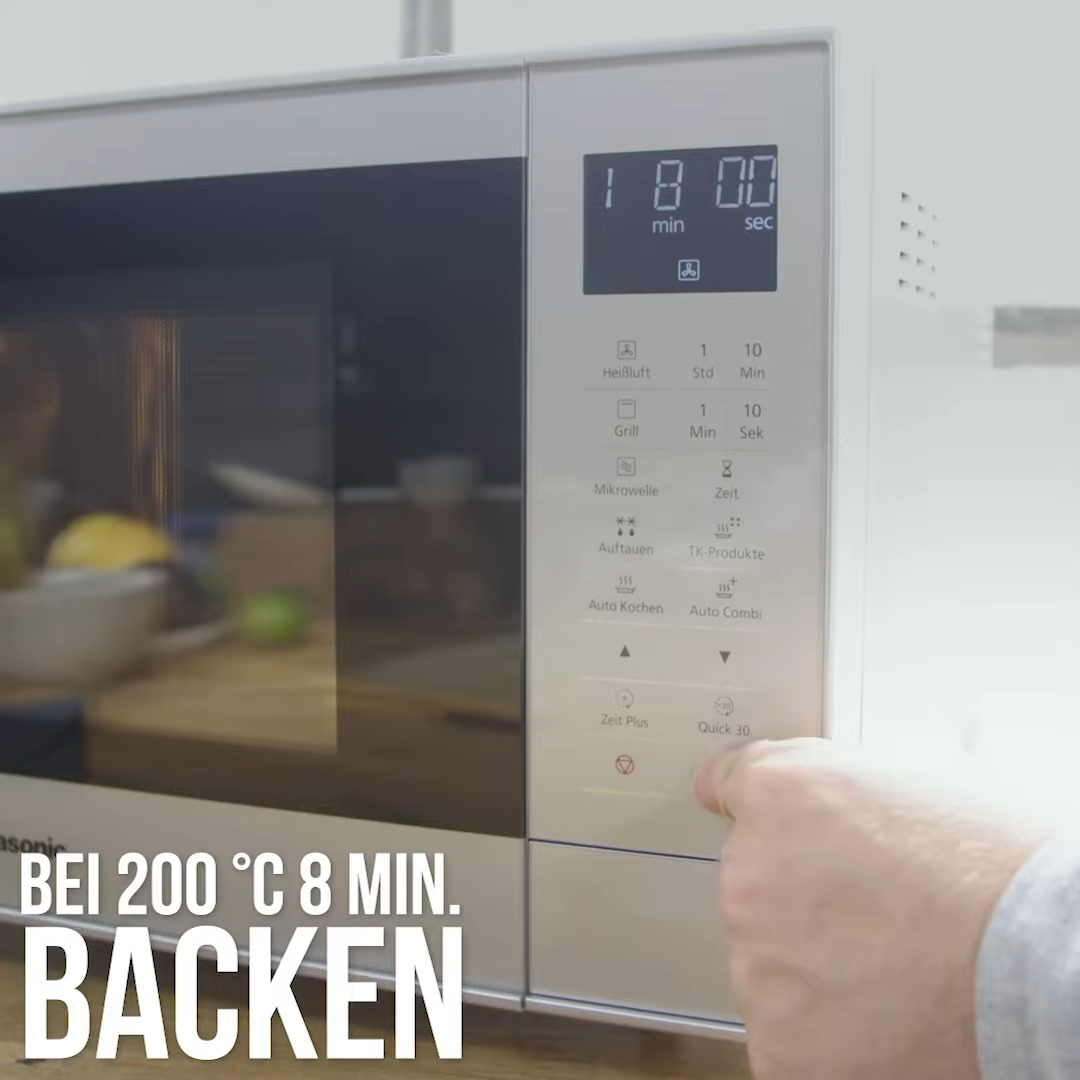 1 8 00
min sec
Heißluft
1 Std
10 Min
Grill
1 Min
10 Sek
Mikrowelle
Zeit
Auftauen
TK-Produkte
Auto Kochen
Auto Combi
Zeit Plus
Quick 30
asonic
BEI 200 °C 8 MIN.
BACKEN